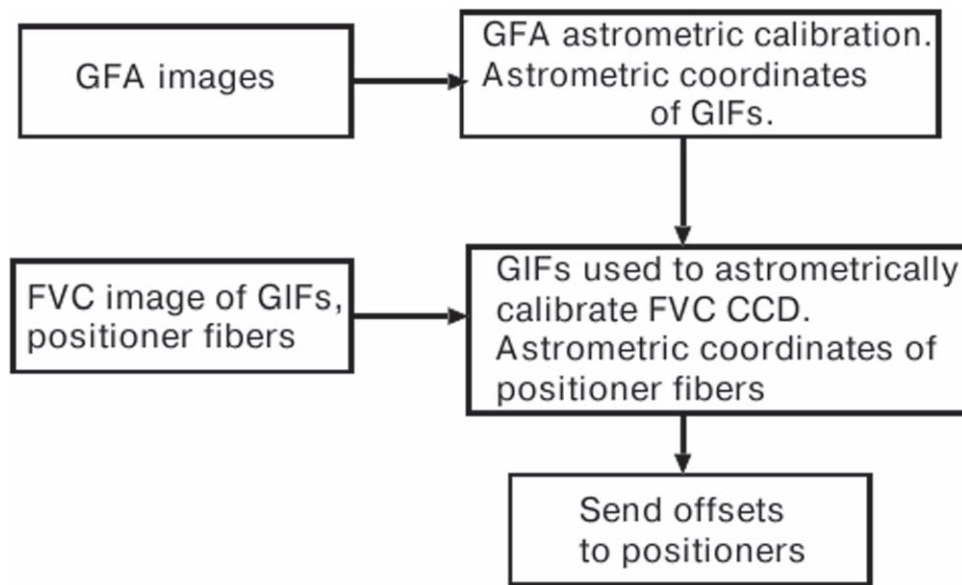 GFA images
GFA astrometric calibration.
Astrometric coordinates
of GIFs.
FVC image of GIFs,
positioner fibers
GIFs used to astrometrically
calibrate FVC CCD.
Astrometric coordinates of
positioner fibers
Send offsets
to positioners